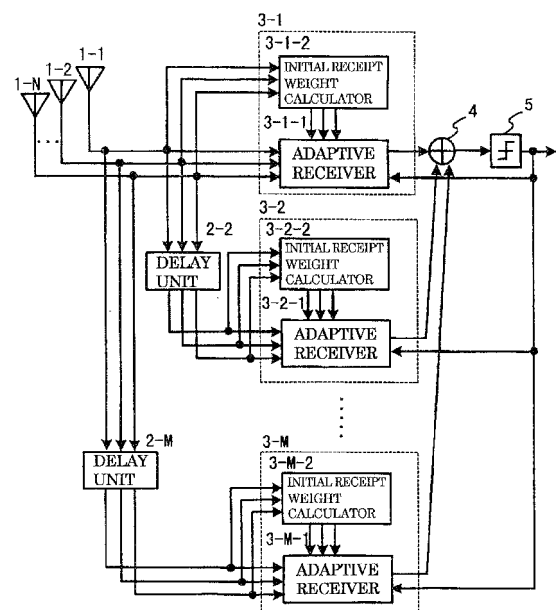 3-1
3-1-2
1-1
1-2
1-N
INITIAL RECEIPT
WEIGHT
CALCULATOR
4
5
3-1-1
ADAPTIVE
RECEIVER
3-2
2-2
3-2-2
INITIAL RECEIPT
WEIGHT
CALCULATOR
DELAY
UNIT
3-2-1
ADAPTIVE
RECEIVER
2-M
3-M
3-M-2
DELAY
UNIT
INITIAL RECEIPT
WEIGHT
CALCULATOR
3-M-1
ADAPTIVE
RECEIVER